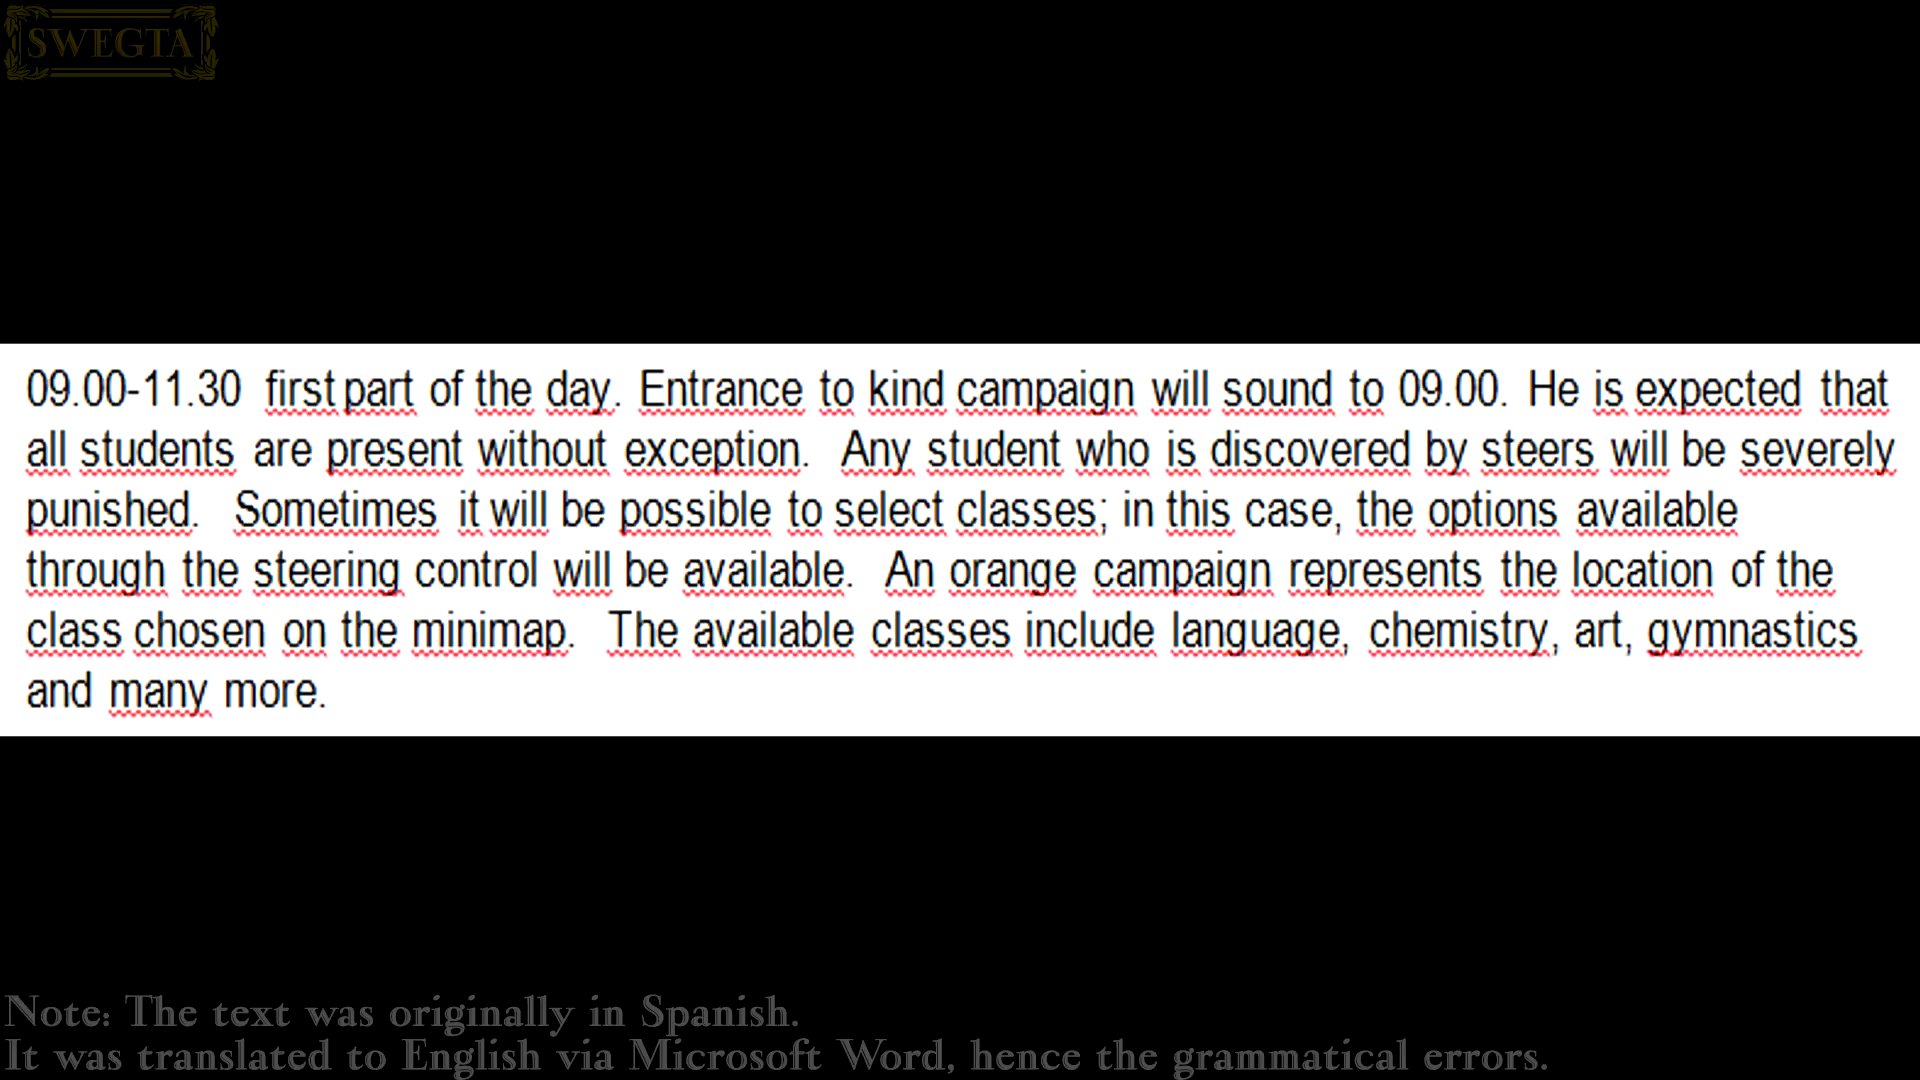 SWEGTA
09.00-11.30 first part of the day. Entrance to kind campaign will sound to 09.00. He is expected that
all students are present without exception. Any student who is discovered by steers will be severely
punished. Sometimes it will be possible to select classes; in this case, the options available
through the steering control will be available. An orange campaign represents the location of the
class chosen on the minimap. The available classes include language, chemistry, art, gymnastics
and many more.
Note: The text was originally in Spanish.
It was translated to English via Microsoft Word, hence the grammatical errors.